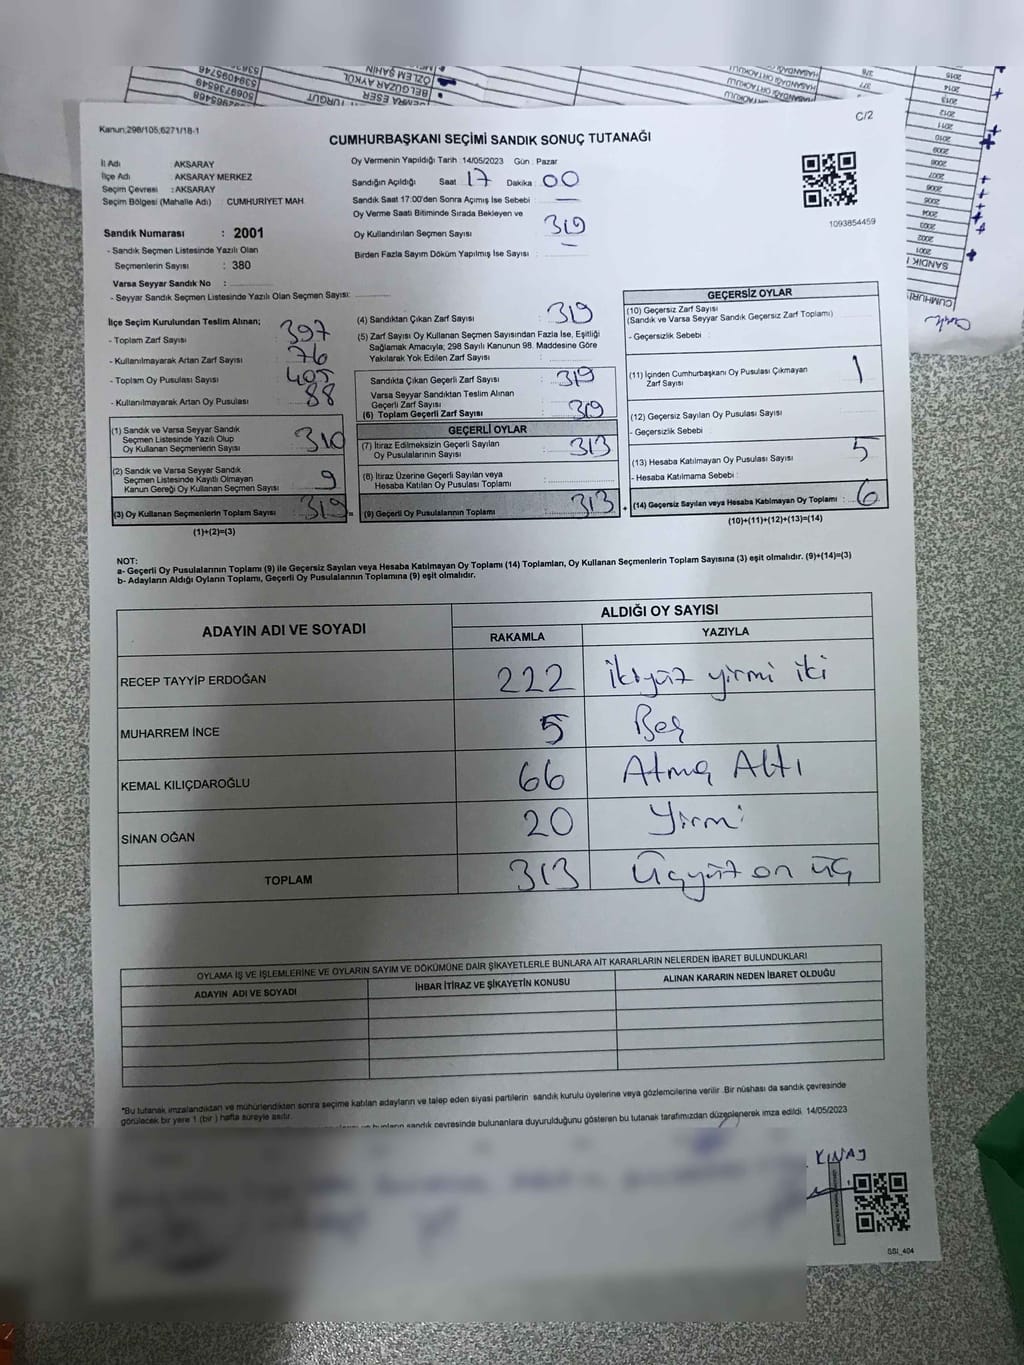 C/2
Kanun,298/105,6271/18-1
CUMHURBAŞKANI SEÇİMİ SANDIK SONUÇ TUTANAĞI
İl Adı AKSARAY
İlçe Adı : AKSARAY MERKEZ
Seçim Çevresi : AKSARAY
Seçim Bölgesi (Mahalle Adı) : CUMHURİYET MAH.
Sandık Numarası : 2001
- Sandık Seçmen Listesinde Yazılı Olan
Seçmenlerin Sayısı : 380
Varsa Seyyar Sandık No :
- Seyyar Sandık Seçmen Listesinde Yazılı Olan Seçmen Sayısı:
Oy Vermenin Yapıldığı Tarih : 14/05/2023 Gün : Pazar
Sandığın Açıldığı Saat 17 Dakika 00
Sandık Saat 17:00'den Sonra Açımış İse Sebebi —
Oy Verme Saati Bitiminde Sırada Bekleyen ve
Oy Kullandırılan Seçmen Sayısı 319
Birden Fazla Sayım Döküm Yapılmış İse Sayısı : —
1093854459
İlçe Seçim Kurulundan Teslim Alınan;
- Toplam Zarf Sayısı : 397
- Kullanılmayarak Artan Zarf Sayısı : 76
- Toplam Oy Pusulası Sayısı : 405
- Kullanılmayarak Artan Oy Pusulası : 88
(1) Sandık ve Varsa Seyyar Sandık
Seçmen Listesinde Yazılı Olup
Oy Kullanan Seçmenlerin Sayısı : 310
(2) Sandık ve Varsa Seyyar Sandık
Seçmen Listesinde Kayıtlı Olmayan
Kanun Gereği Oy Kullanan Seçmen Sayısı : 9
(3) Oy Kullanan Seçmenlerin Toplam Sayısı : 319 =
(1)+(2)=(3)
(4) Sandıktan Çıkan Zarf Sayısı : 319
(5) Zarf Sayısı Oy Kullanan Seçmen Sayısından Fazla İse, Eşitliği
Sağlamak Amacıyla; 298 Sayılı Kanunun 98. Maddesine Göre
Yakılarak Yok Edilen Zarf Sayısı :
Sandıkta Çıkan Geçerli Zarf Sayısı : 319
Varsa Seyyar Sandıktan Teslim Alınan
Geçerli Zarf Sayısı :
(6) Toplam Geçerli Zarf Sayısı : 319
GEÇERLİ OYLAR
(7) İtiraz Edilmeksizin Geçerli Sayılan
Oy Pusulalarının Sayısı : 313
(8) İtiraz Üzerine Geçerli Sayılan veya
Hesaba Katılan Oy Pusulası Toplamı :
(9) Geçerli Oy Pusulalarının Toplamı : 313 +
GEÇERSİZ OYLAR
(10) Geçersiz Zarf Sayısı
(Sandık ve Varsa Seyyar Sandık Geçersiz Zarf Toplamı) :
- Geçersizlik Sebebi :
(11) İçinden Cumhurbaşkanı Oy Pusulası Çıkmayan
Zarf Sayısı : 1
(12) Geçersiz Sayılan Oy Pusulası Sayısı :
- Geçersizlik Sebebi :
(13) Hesaba Katılmayan Oy Pusulası Sayısı : 5
- Hesaba Katılmama Sebebi :
(14) Geçersiz Sayılan veya Hesaba Katılmayan Oy Toplamı : 6
(10)+(11)+(12)+(13)=(14)
NOT:
a- Geçerli Oy Pusulalarının Toplamı (9) ile Geçersiz Sayılan veya Hesaba Katılmayan Oy Toplamı (14) Toplamları, Oy Kullanan Seçmenlerin Toplam Sayısına (3) eşit olmalıdır. (9)+(14)=(3)
b- Adayların Aldığı Oyların Toplamı, Geçerli Oy Pusulalarının Toplamına (9) eşit olmalıdır.
ADAYIN ADI VE SOYADI ALDIĞI OY SAYISI
RAKAMLA YAZIYLA
RECEP TAYYİP ERDOĞAN 222 ikiyüz yirmi iki
MUHARREM İNCE 5 Beş
KEMAL KILIÇDAROĞLU 66 Atmış Altı
SİNAN OĞAN 20 Yirmi
TOPLAM 313 Üçyüz on üç
OYLAMA İŞ VE İŞLEMLERİNE VE OYLARIN SAYIM VE DÖKÜMÜNE DAİR ŞİKAYETLERLE BUNLARA AİT KARARLARIN NELERDEN İBARET BULUNDUKLARI
ADAYIN ADI VE SOYADI İHBAR İTİRAZ VE ŞİKAYETİN KONUSU ALINAN KARARIN NEDEN İBARET OLDUĞU
*Bu tutanak imzalandıktan ve mühürlendikten sonra seçime katılan adayların ve talep eden siyasi partilerin sandık kurulu üyelerine veya gözlemcilerine verilir .Bir nüshası da sandık çevresinde
görülecek bir yere 1 (bir ) hafta süreyle asılır.
bunların sandık çevresinde bulunanlara duyurulduğunu gösteren bu tutanak tarafımızdan düzenlenerek imza edildi. 14/05/2023
SSI_404